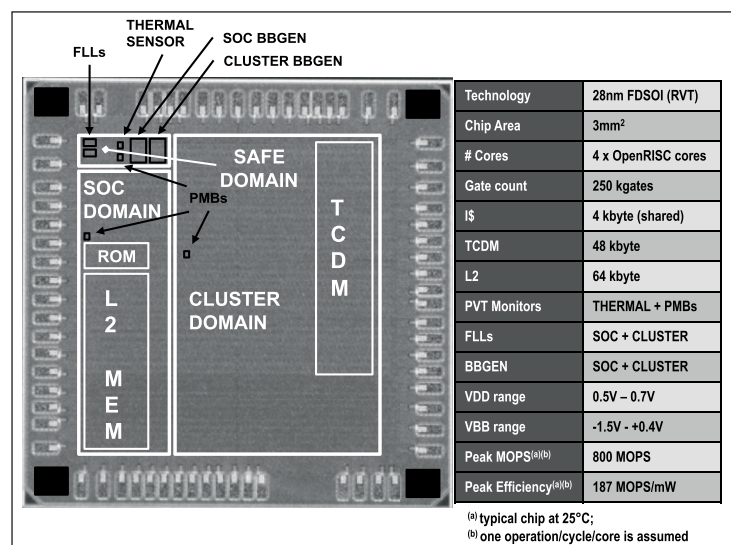 THERMAL
SENSOR
FLLs
SOC BBGEN
CLUSTER BBGEN
SAFE
DOMAIN
SOC
DOMAIN
PMBs
ROM
L2 MEM
CLUSTER
DOMAIN
TCDM
Technology 28nm FDSOI (RVT)
Chip Area 3mm²
# Cores 4 x OpenRISC cores
Gate count 250 kgates
I$ 4 kbyte (shared)
TCDM 48 kbyte
L2 64 kbyte
PVT Monitors THERMAL + PMBs
FLLs SOC + CLUSTER
BBGEN SOC + CLUSTER
VDD range 0.5V – 0.7V
VBB range -1.5V - +0.4V
Peak MOPS(a)(b) 800 MOPS
Peak Efficiency(a)(b) 187 MOPS/mW
(a) typical chip at 25°C;
(b) one operation/cycle/core is assumed